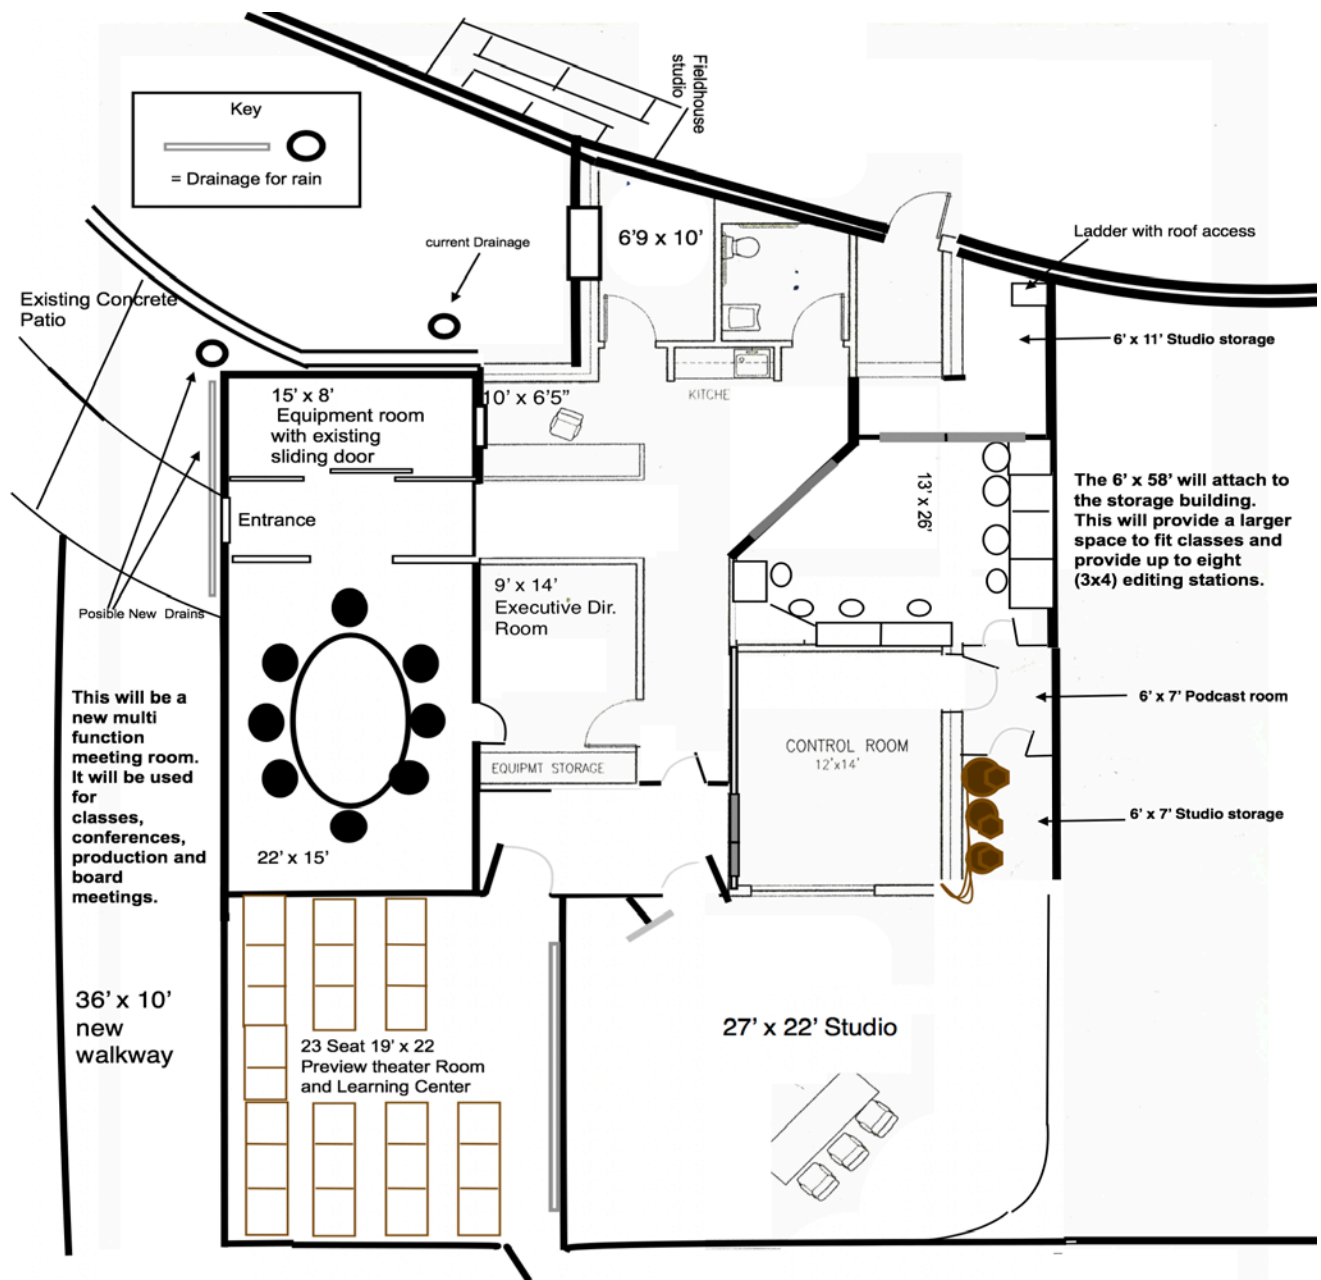 Fieldhouse
studio
Key
= Drainage for rain
current Drainage
6'9 x 10'
Ladder with roof access
Existing Concrete
Patio
6' x 11' Studio storage
KITCHE
15' x 8'
Equipment room
with existing
sliding door
10' x 6'5"
13' x 26'
The 6' x 58' will attach to
the storage building.
This will provide a larger
space to fit classes and
provide up to eight
(3x4) editing stations.
Entrance
9' x 14'
Executive Dir.
Room
Posible New Drains
This will be a
new multi
function
meeting room.
It will be used
for
classes,
conferences,
production and
board
meetings.
6' x 7' Podcast room
CONTROL ROOM
12'x14'
EQUIPMT STORAGE
6' x 7' Studio storage
22' x 15'
36' x 10'
new
walkway
23 Seat 19' x 22
Preview theater Room
and Learning Center
27' x 22' Studio